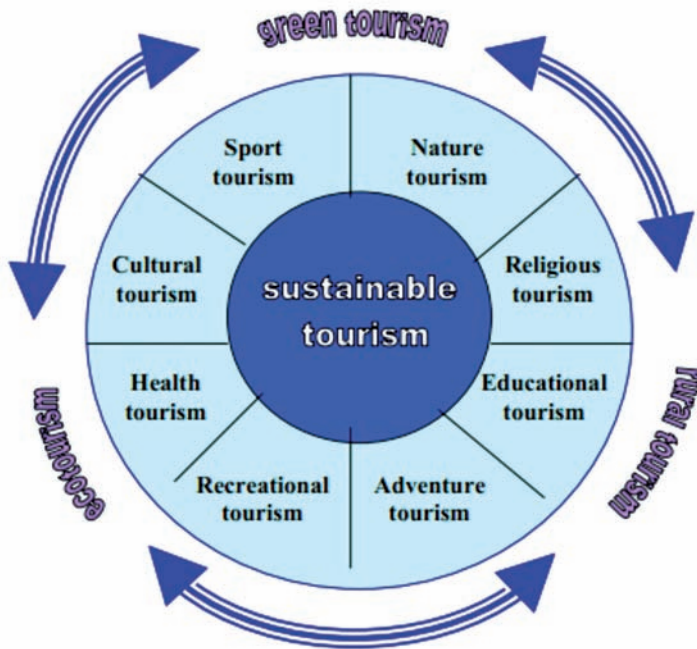 green tourism
Sport
tourism
Nature
tourism
Cultural
tourism
sustainable
tourism
Religious
tourism
Health
tourism
Educational
tourism
Recreational
tourism
Adventure
tourism
ecotourism
rural tourism